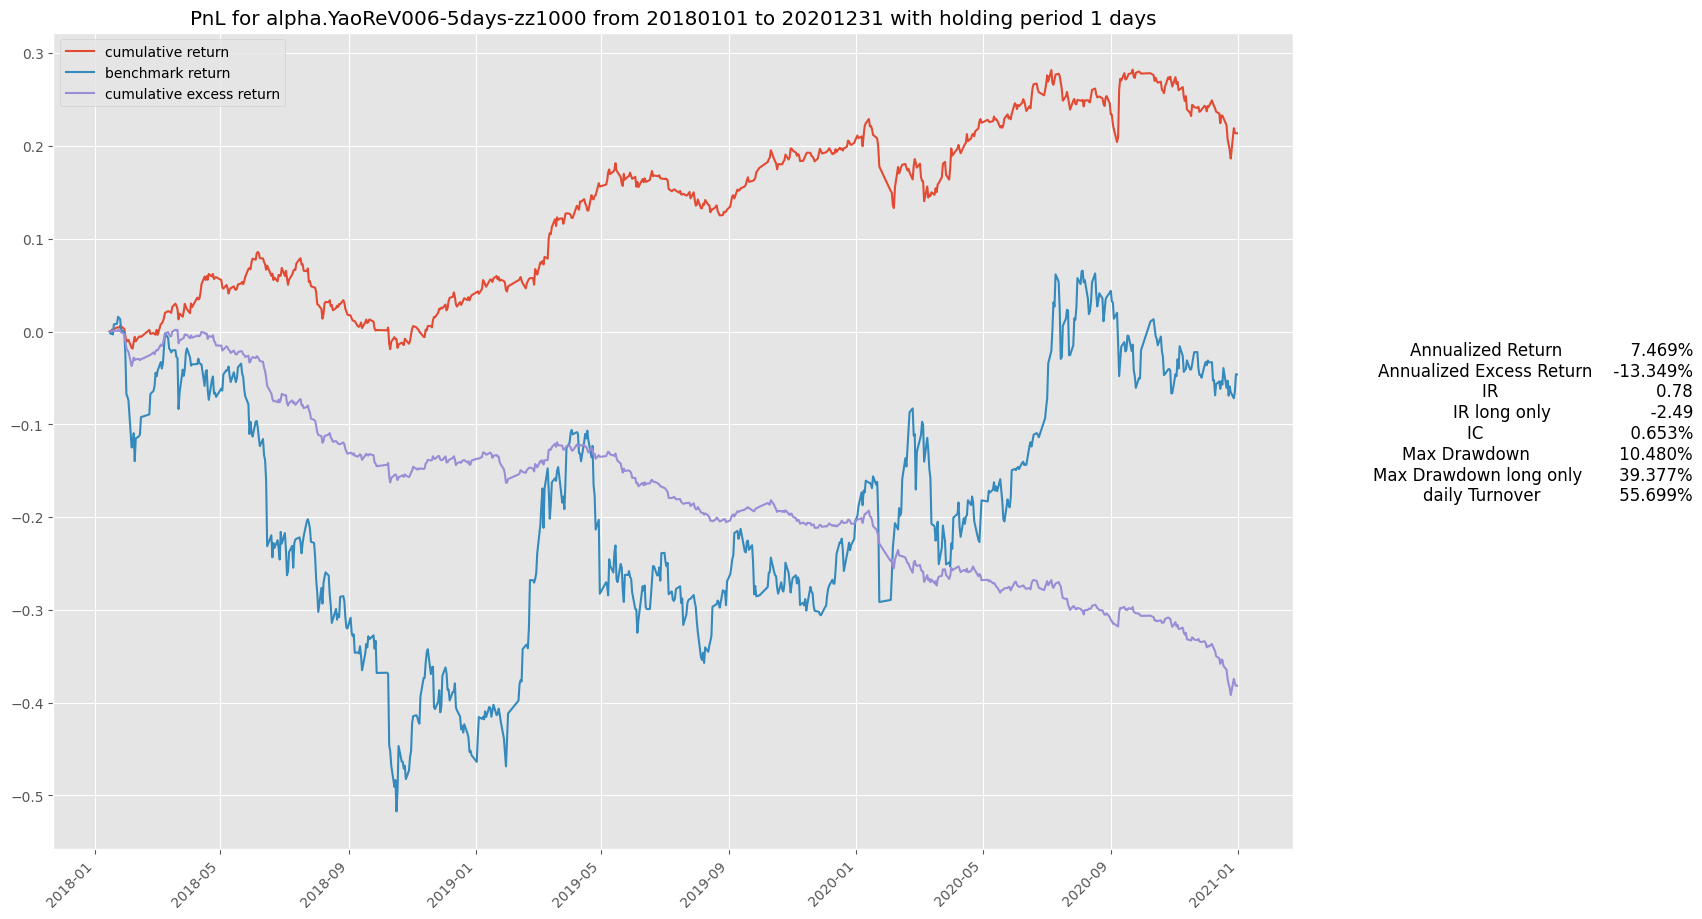 PnL for alpha.YaoReV006-5days-zz1000 from 20180101 to 20201231 with holding period 1 days
cumulative return
benchmark return
cumulative excess return
0.3
0.2
0.1
0.0
−0.1
−0.2
−0.3
−0.4
−0.5
2018-01
2018-05
2018-09
2019-01
2019-05
2019-09
2020-01
2020-05
2020-09
2021-01
Annualized Return 7.469%
Annualized Excess Return -13.349%
IR 0.78
IR long only -2.49
IC 0.653%
Max Drawdown 10.480%
Max Drawdown long only 39.377%
daily Turnover 55.699%